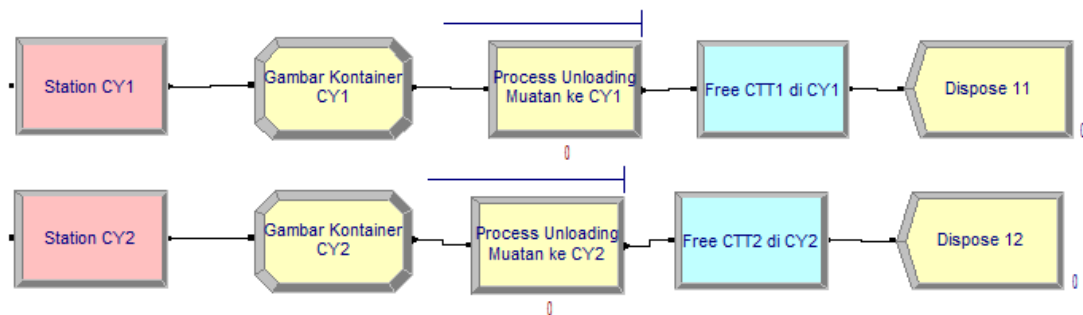 Station CY1
Gambar Kontainer
CY1
Process Unloading
Muatan ke CY1
Free CTT1 di CY1
Dispose 11
0
0
Station CY2
Gambar Kontainer
CY2
Process Unloading
Muatan ke CY2
Free CTT2 di CY2
Dispose 12
0
0